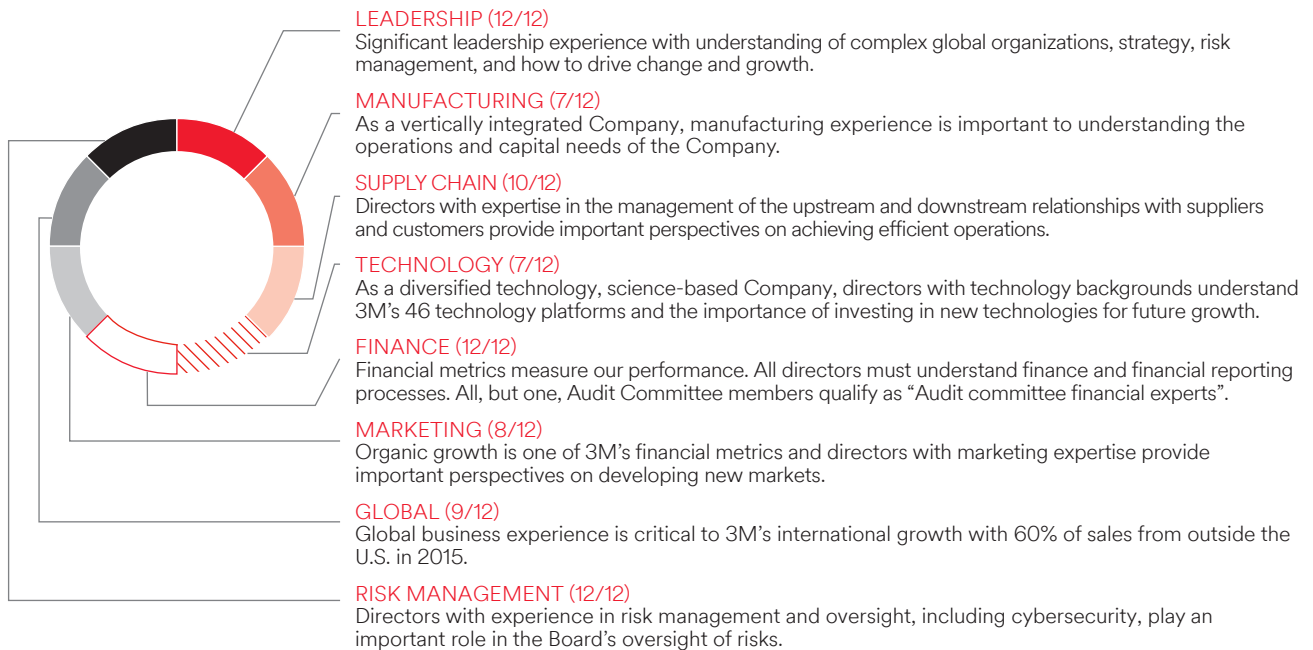 LEADERSHIP (12/12)
Significant leadership experience with understanding of complex global organizations, strategy, risk
management, and how to drive change and growth.
MANUFACTURING (7/12)
As a vertically integrated Company, manufacturing experience is important to understanding the
operations and capital needs of the Company.
SUPPLY CHAIN (10/12)
Directors with expertise in the management of the upstream and downstream relationships with suppliers
and customers provide important perspectives on achieving efficient operations.
TECHNOLOGY (7/12)
As a diversified technology, science-based Company, directors with technology backgrounds understand
3M’s 46 technology platforms and the importance of investing in new technologies for future growth.
FINANCE (12/12)
Financial metrics measure our performance. All directors must understand finance and financial reporting
processes. All, but one, Audit Committee members qualify as “Audit committee financial experts”.
MARKETING (8/12)
Organic growth is one of 3M’s financial metrics and directors with marketing expertise provide
important perspectives on developing new markets.
GLOBAL (9/12)
Global business experience is critical to 3M’s international growth with 60% of sales from outside the
U.S. in 2015.
RISK MANAGEMENT (12/12)
Directors with experience in risk management and oversight, including cybersecurity, play an
important role in the Board’s oversight of risks.